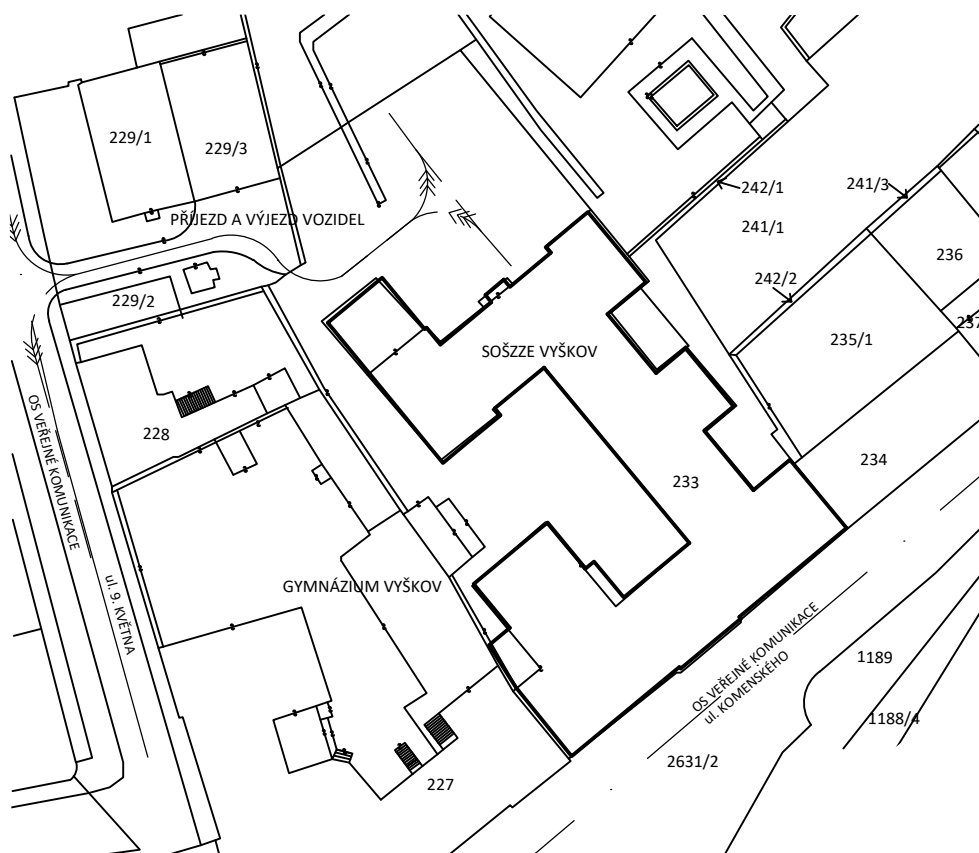 229/1
229/3
242/1
241/3
241/1
PŘÍJEZD A VÝJEZD VOZIDEL
236
242/2
229/2
237
235/1
SOŠZZE VYŠKOV
228
OS VEŘEJNÉ KOMUNIKACE
ul. 9. KVĚTNA
234
233
GYMNÁZIUM VYŠKOV
OS VEŘEJNÉ KOMUNIKACE
ul. KOMENSKÉHO
1189
1188/4
2631/2
227